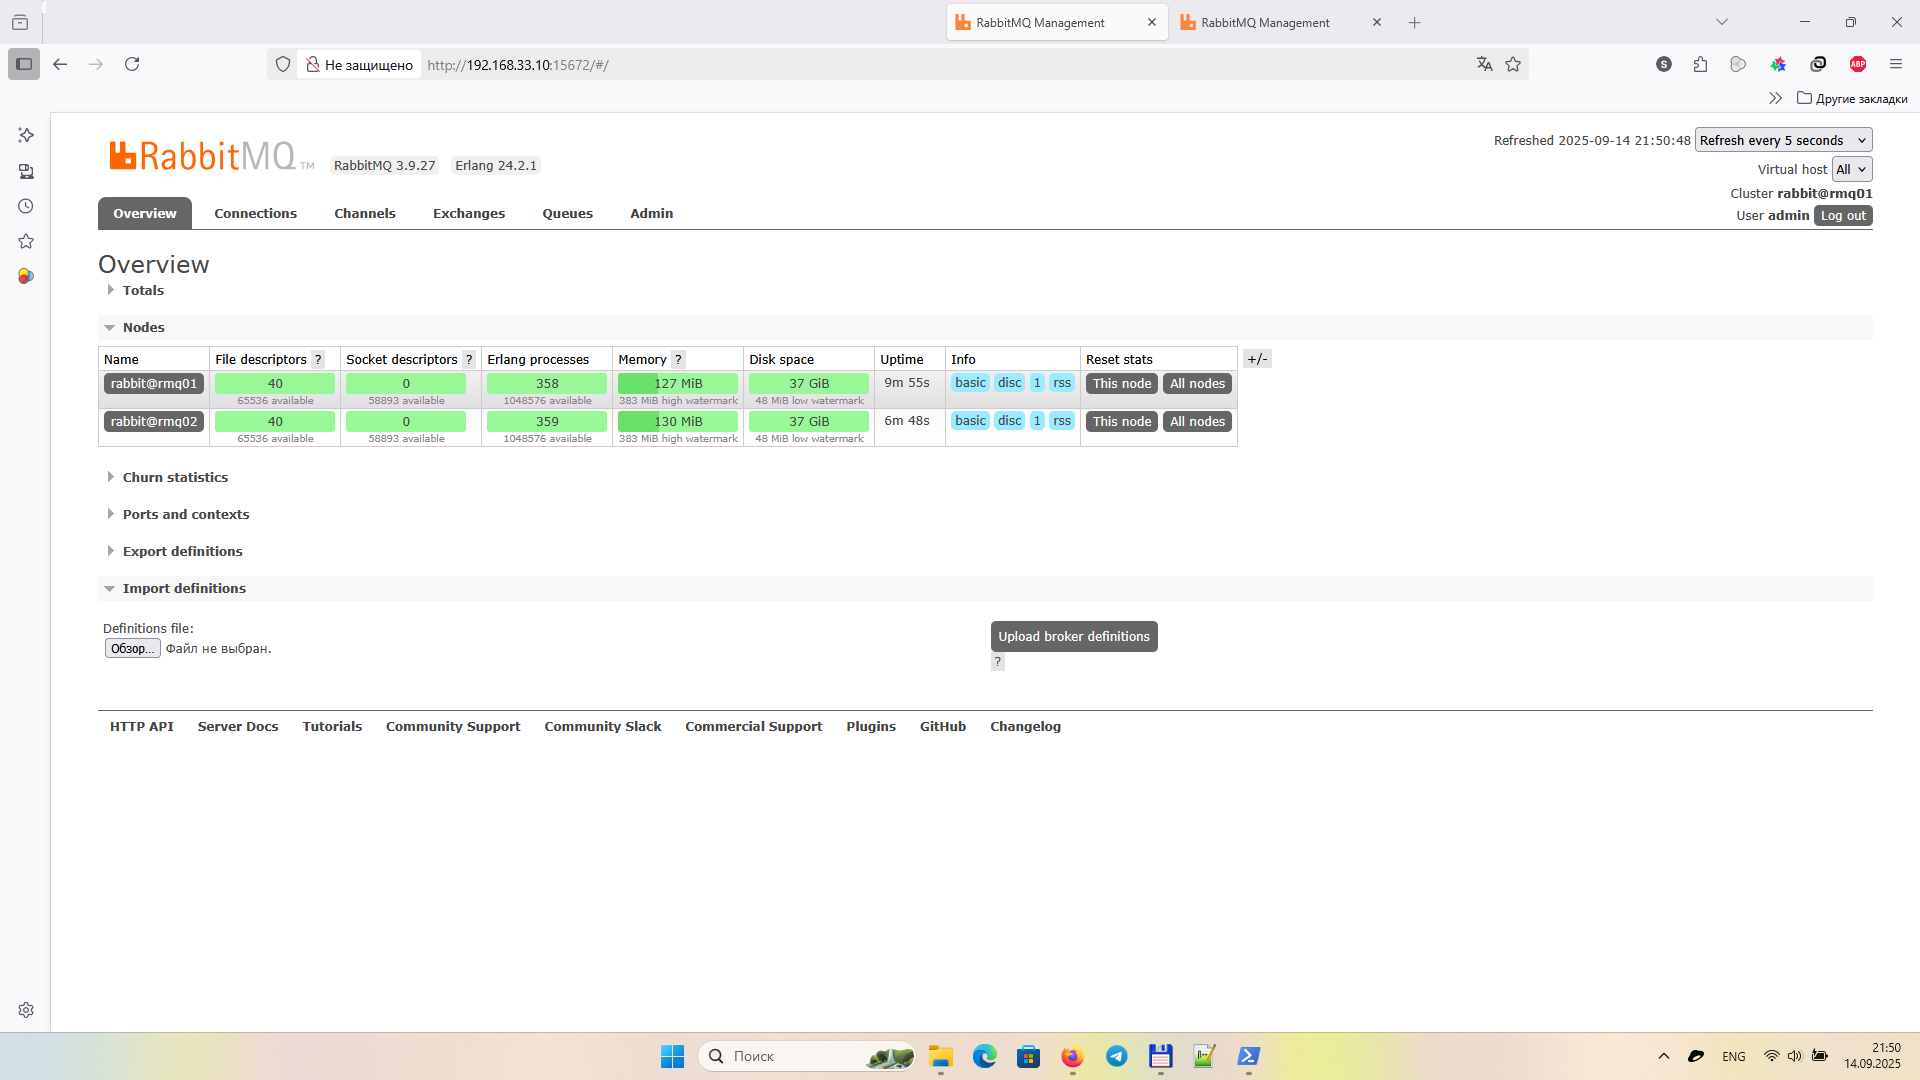 RabbitMQ Management
RabbitMQ Management
Не защищено
http://192.168.33.10:15672/#/
S
ABP
Другие закладки
RabbitMQ TM
RabbitMQ 3.9.27
Erlang 24.2.1
Refreshed 2025-09-14 21:50:48
Refresh every 5 seconds
Virtual host All
Cluster rabbit@rmq01
User admin Log out
Overview Connections Channels Exchanges Queues Admin
Overview
Totals
Nodes
Name File descriptors ? Socket descriptors ? Erlang processes Memory ? Disk space Uptime Info Reset stats +/-
rabbit@rmq01 40 0 358 127 MiB 37 GiB 9m 55s basic disc 1 rss This node All nodes
65536 available 58893 available 1048576 available 383 MiB high watermark 48 MiB low watermark
rabbit@rmq02 40 0 359 130 MiB 37 GiB 6m 48s basic disc 1 rss This node All nodes
65536 available 58893 available 1048576 available 383 MiB high watermark 48 MiB low watermark
Churn statistics
Ports and contexts
Export definitions
Import definitions
Definitions file:
Обзор... Файл не выбран.
Upload broker definitions
?
HTTP API Server Docs Tutorials Community Support Community Slack Commercial Support Plugins GitHub Changelog
Поиск
ENG
21:50
14.09.2025